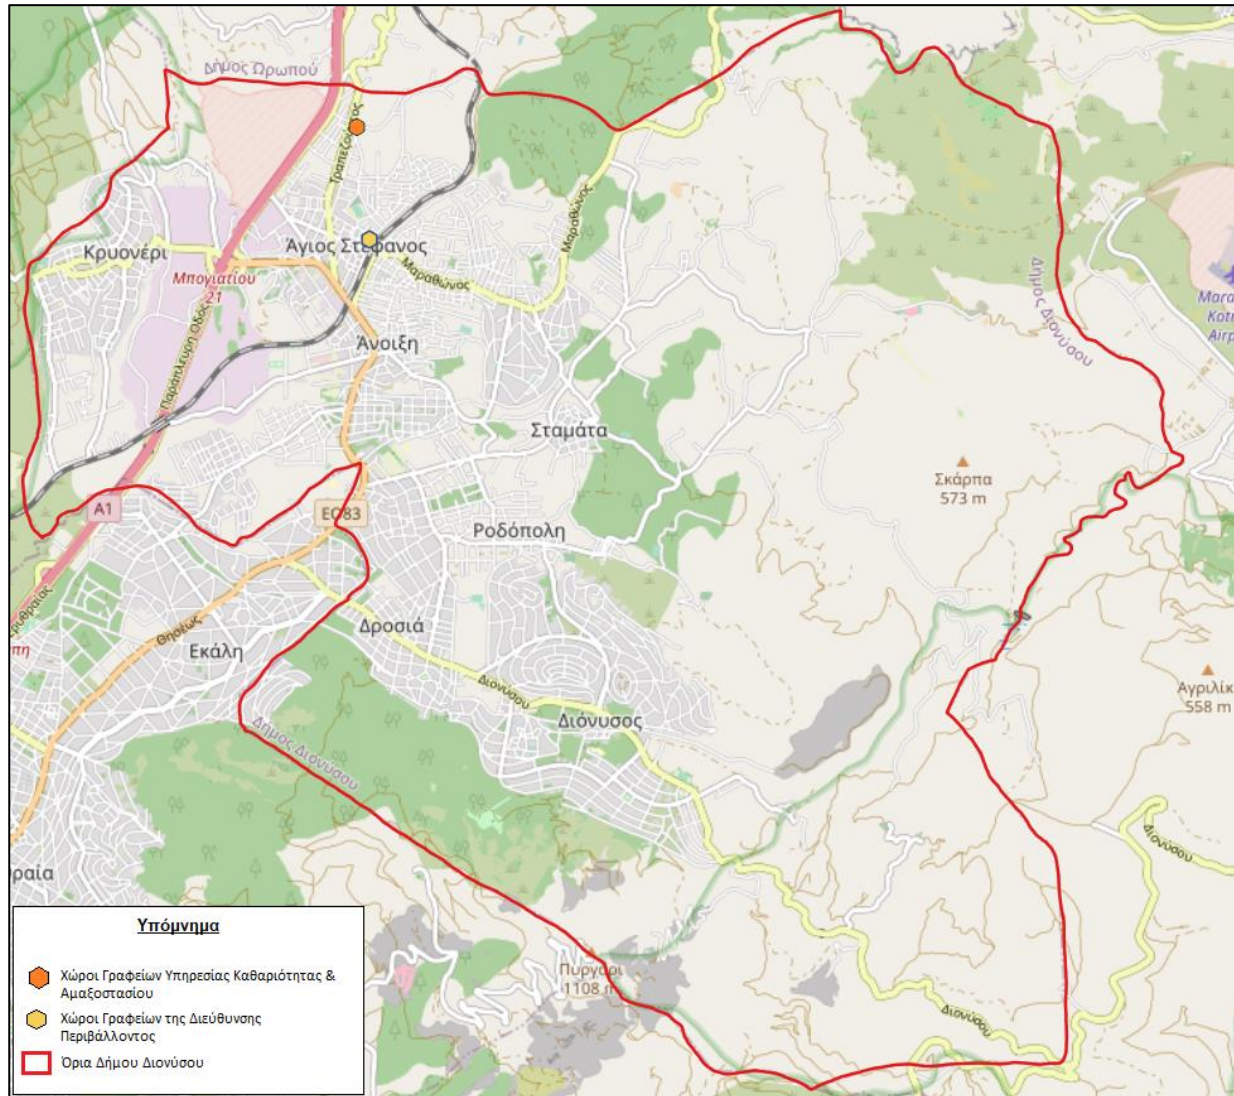 Δήμος Ωρωπού
Τραπεζούντος
Μαραθώνος
Κρυονέρι
Άγιος Στέφανος
Μπογιατίου
21
Μαραθώνος
Παράπλευρη Οδός
Άνοιξη
Δήμος Διονύσου
Σταμάτα
Σκάρπα
573 m
A1
ΕΟ83
Ροδόπολη
Θησέως
Δροσιά
Εκάλη
Διονύσου
Διόνυσος
Δήμος Διονύσου
558 m
Διονύσου
Πυργάρι
1108 m
Διονύσου
Υπόμνημα
Χώροι Γραφείων Υπηρεσίας Καθαριότητας &
Αμαξοστασίου
Χώροι Γραφείων της Διεύθυνσης
Περιβάλλοντος
Όρια Δήμου Διονύσου